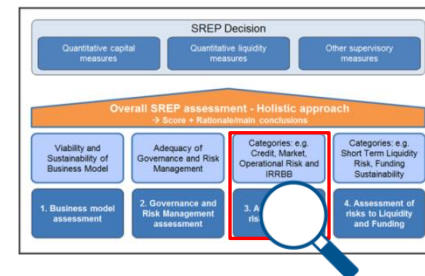 SREP Decision
Quantitative capital
measures
Quantitative liquidity
measures
Other supervisory
measures
Overall SREP assessment - Holistic approach
→ Score + Rationale/main conclusions
Viability and
Sustainability of
Business Model
Adequacy of
Governance and Risk
Management
Categories: e.g.
Credit, Market,
Operational Risk and
IRRBB
Categories: e.g.
Short Term Liquidity
Risk, Funding
Sustainability
1. Business model
assessment
2. Governance and
Risk Management
assessment
3. A
4. Assessment of
risks to Liquidity
and Funding